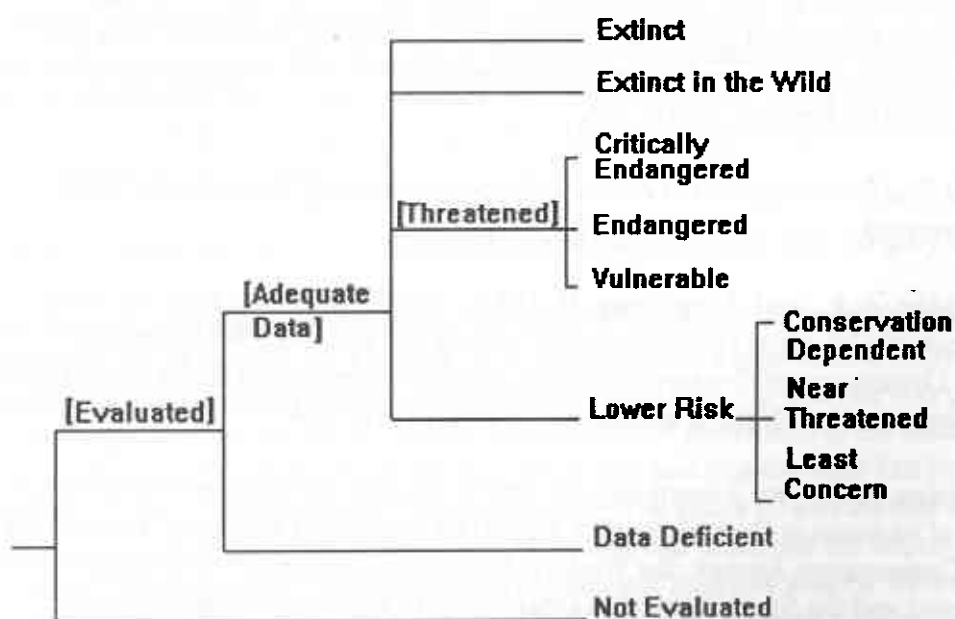 Extinct
Extinct in the Wild
Critically
Endangered
[Threatened]
Endangered
Vulnerable
[Adequate
Data]
Conservation
Dependent
Near
Threatened
Lower Risk
Least
Concern
[Evaluated]
Data Deficient
Not Evaluated